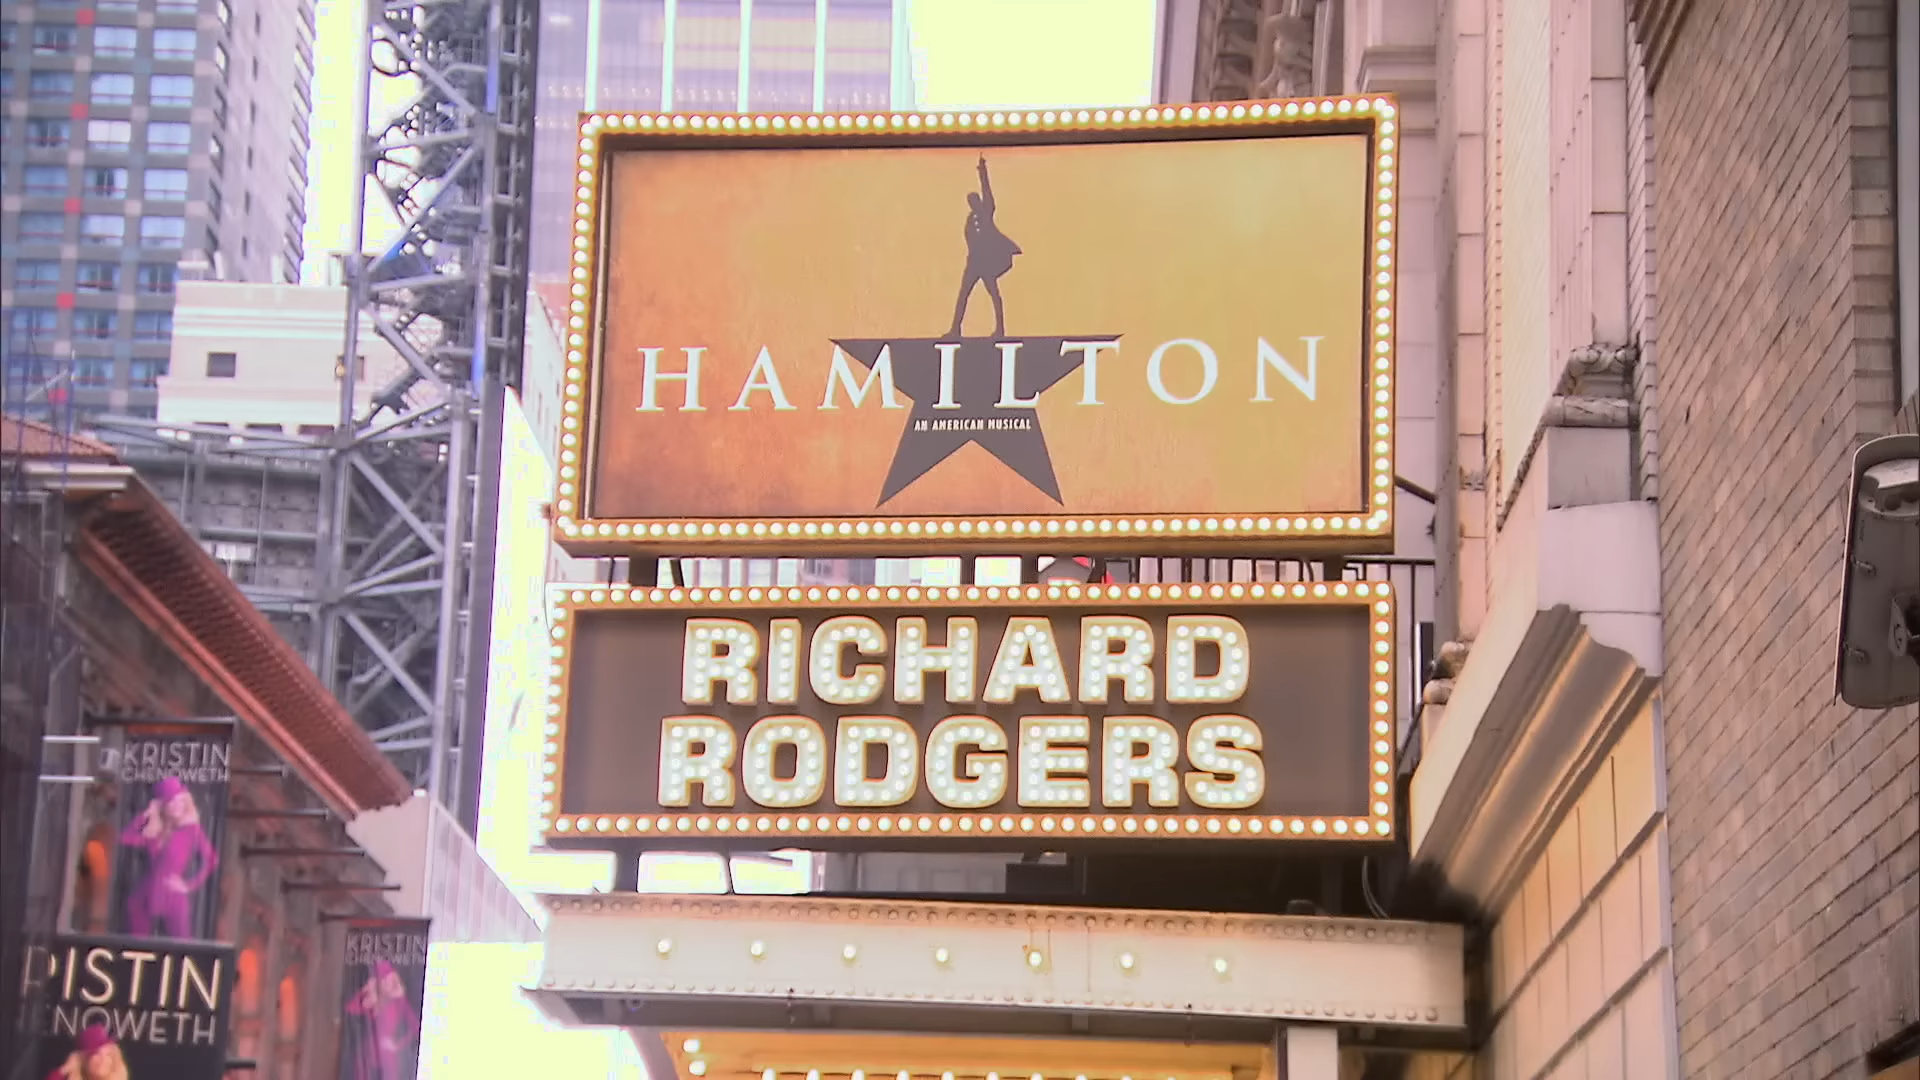 HAMILTON
AN AMERICAN MUSICAL
RICHARD
RODGERS
KRISTIN
CHENOWETH
KRISTIN
CHENOWETH
RISTIN
HENOWETH